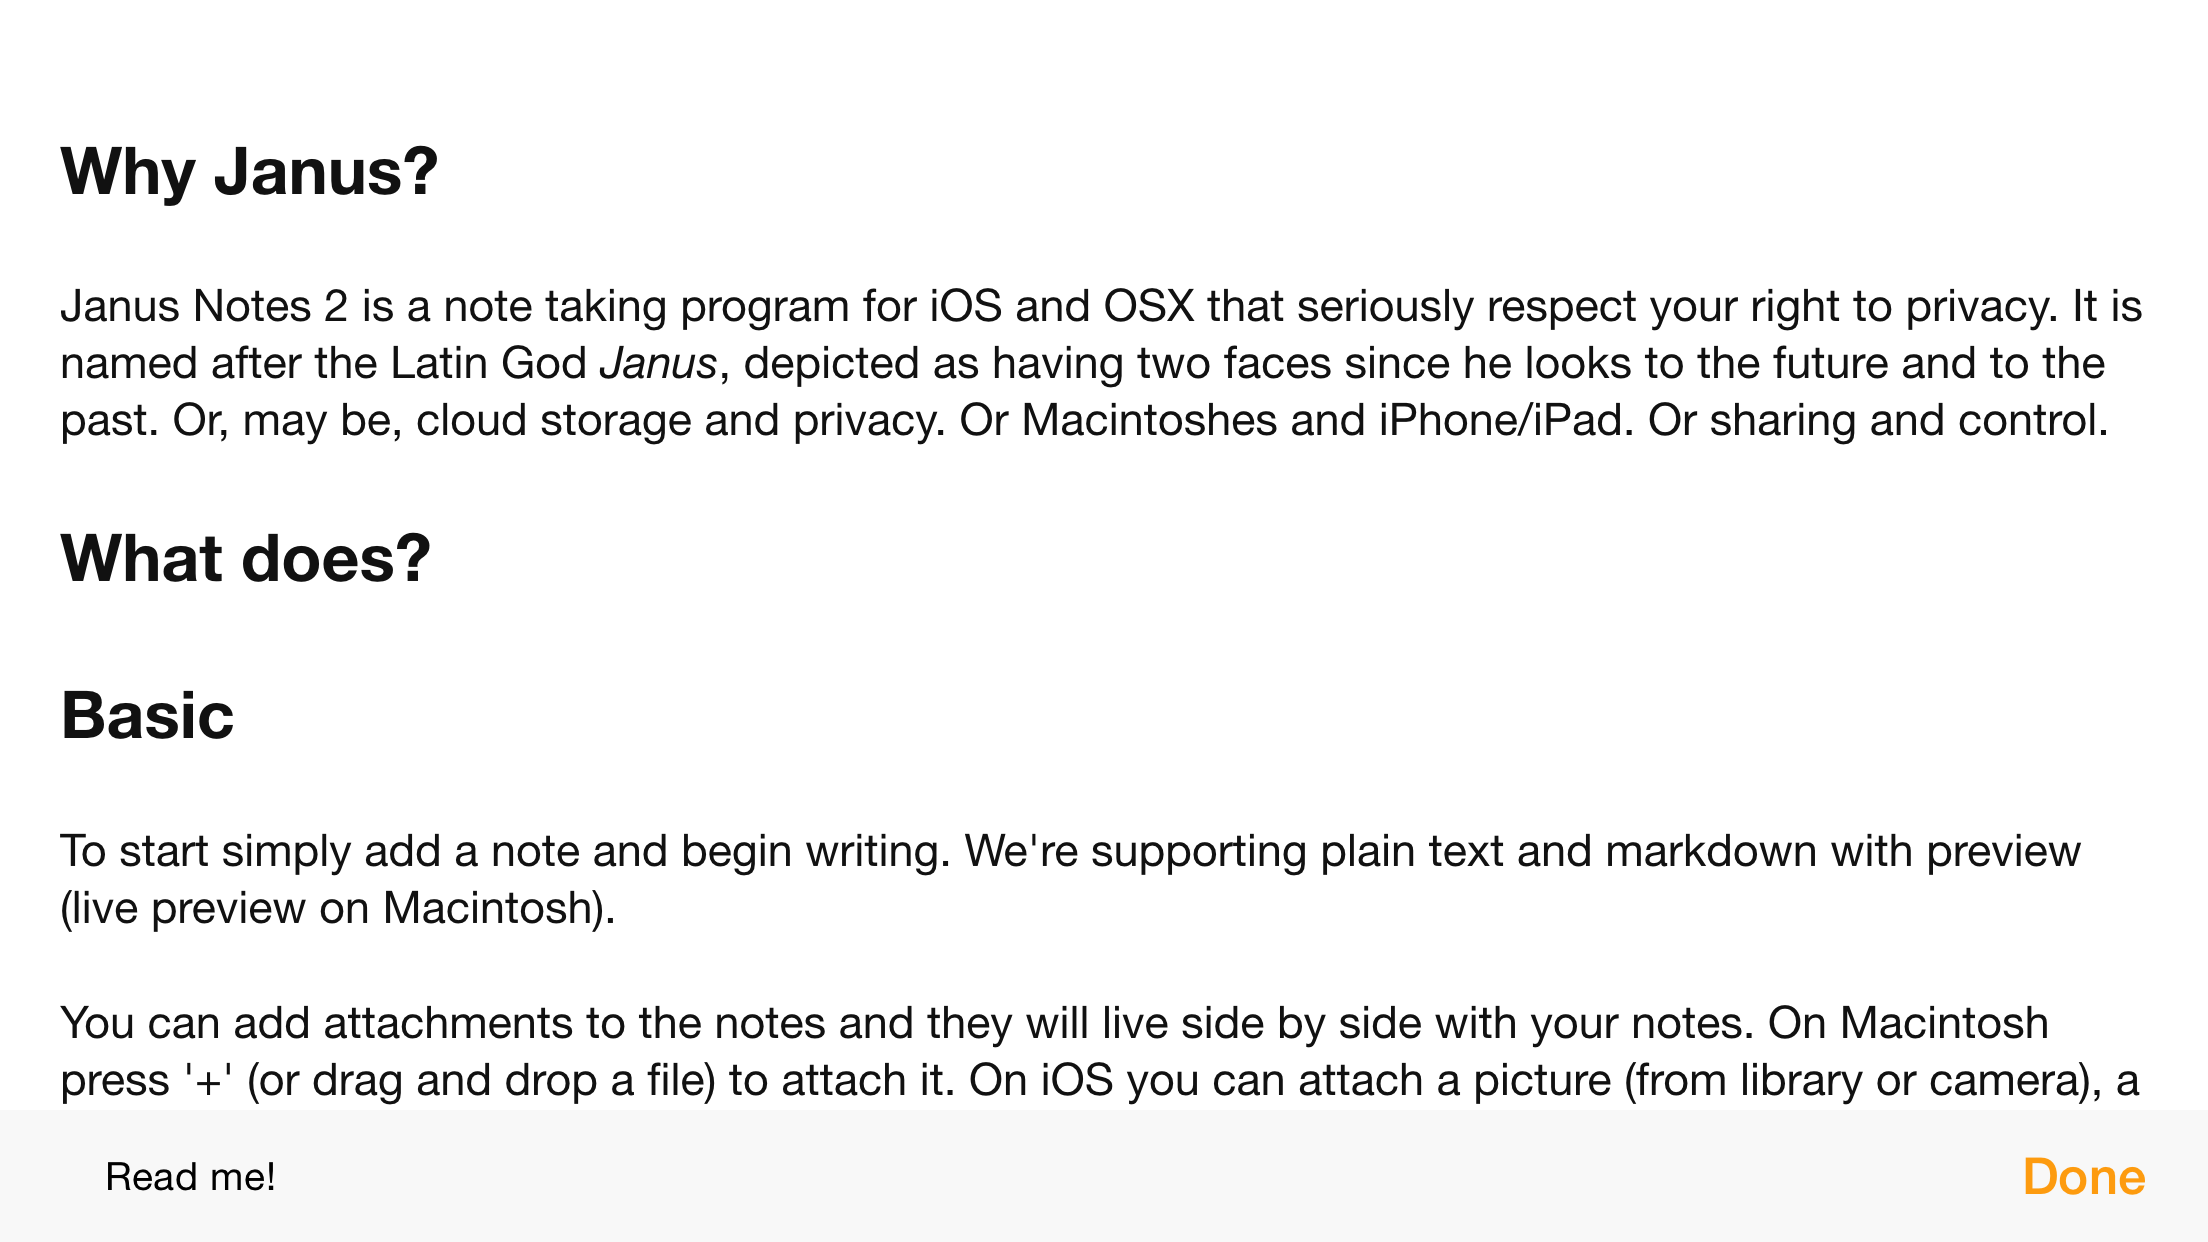 Why Janus?
Janus Notes 2 is a note taking program for iOS and OSX that seriously respect your right to privacy. It is
named after the Latin God Janus, depicted as having two faces since he looks to the future and to the
past. Or, may be, cloud storage and privacy. Or Macintoshes and iPhone/iPad. Or sharing and control.
What does?
Basic
To start simply add a note and begin writing. We're supporting plain text and markdown with preview
(live preview on Macintosh).
You can add attachments to the notes and they will live side by side with your notes. On Macintosh
press '+' (or drag and drop a file) to attach it. On iOS you can attach a picture (from library or camera), a
Read me!
Done